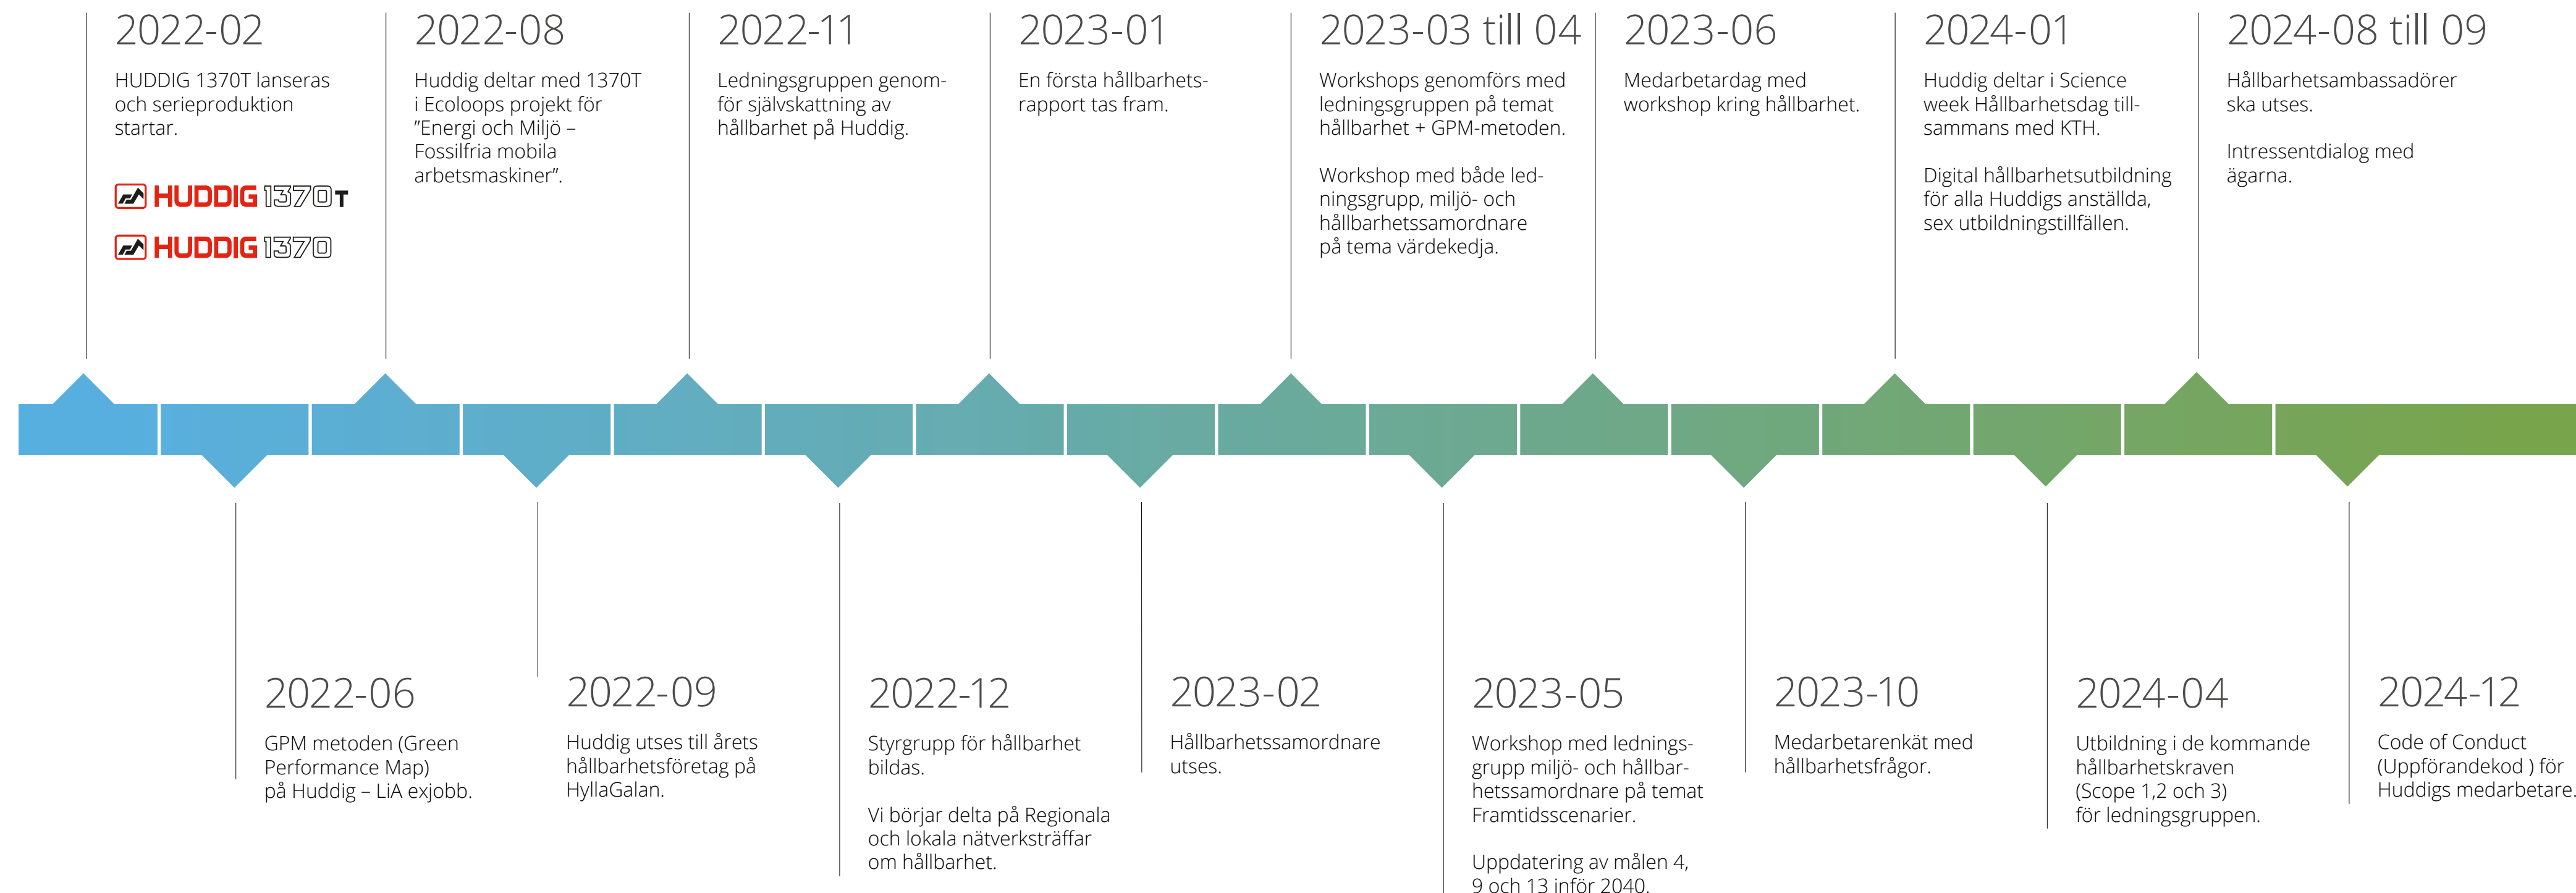 2022-02
HUDDIG 1370T lanseras
och serieproduktion
startar.
HUDDIG 1370T
HUDDIG 1370
2022-08
Huddig deltar med 1370T
i Ecoloops projekt för
”Energi och Miljö –
Fossilfria mobila
arbetsmaskiner”.
2022-11
Ledningsgruppen genom-
för självskattning av
hållbarhet på Huddig.
2023-01
En första hållbarhets-
rapport tas fram.
2023-03 till 04
Workshops genomförs med
ledningsgruppen på temat
hållbarhet + GPM-metoden.
Workshop med både led-
ningsgrupp, miljö- och
hållbarhetssamordnare
på tema värdekedja.
2023-06
Medarbetardag med
workshop kring hållbarhet.
2024-01
Huddig deltar i Science
week Hållbarhetsdag till-
sammans med KTH.
Digital hållbarhetsutbildning
för alla Huddigs anställda,
sex utbildningstillfällen.
2024-08 till 09
Hållbarhetsambassadörer
ska utses.
Intressentdialog med
ägarna.
2022-06
GPM metoden (Green
Performance Map)
på Huddig – LiA exjobb.
2022-09
Huddig utses till årets
hållbarhetsföretag på
HyllaGalan.
2022-12
Styrgrupp för hållbarhet
bildas.
Vi börjar delta på Regionala
och lokala nätverksträffar
om hållbarhet.
2023-02
Hållbarhetssamordnare
utses.
2023-05
Workshop med lednings-
grupp miljö- och hållbar-
hetssamordnare på temat
Framtidsscenarier.
Uppdatering av målen 4,
9 och 13 inför 2040.
2023-10
Medarbetarenkät med
hållbarhetsfrågor.
2024-04
Utbildning i de kommande
hållbarhetskraven
(Scope 1,2 och 3)
för ledningsgruppen.
2024-12
Code of Conduct
(Uppförandekod ) för
Huddigs medarbetare.